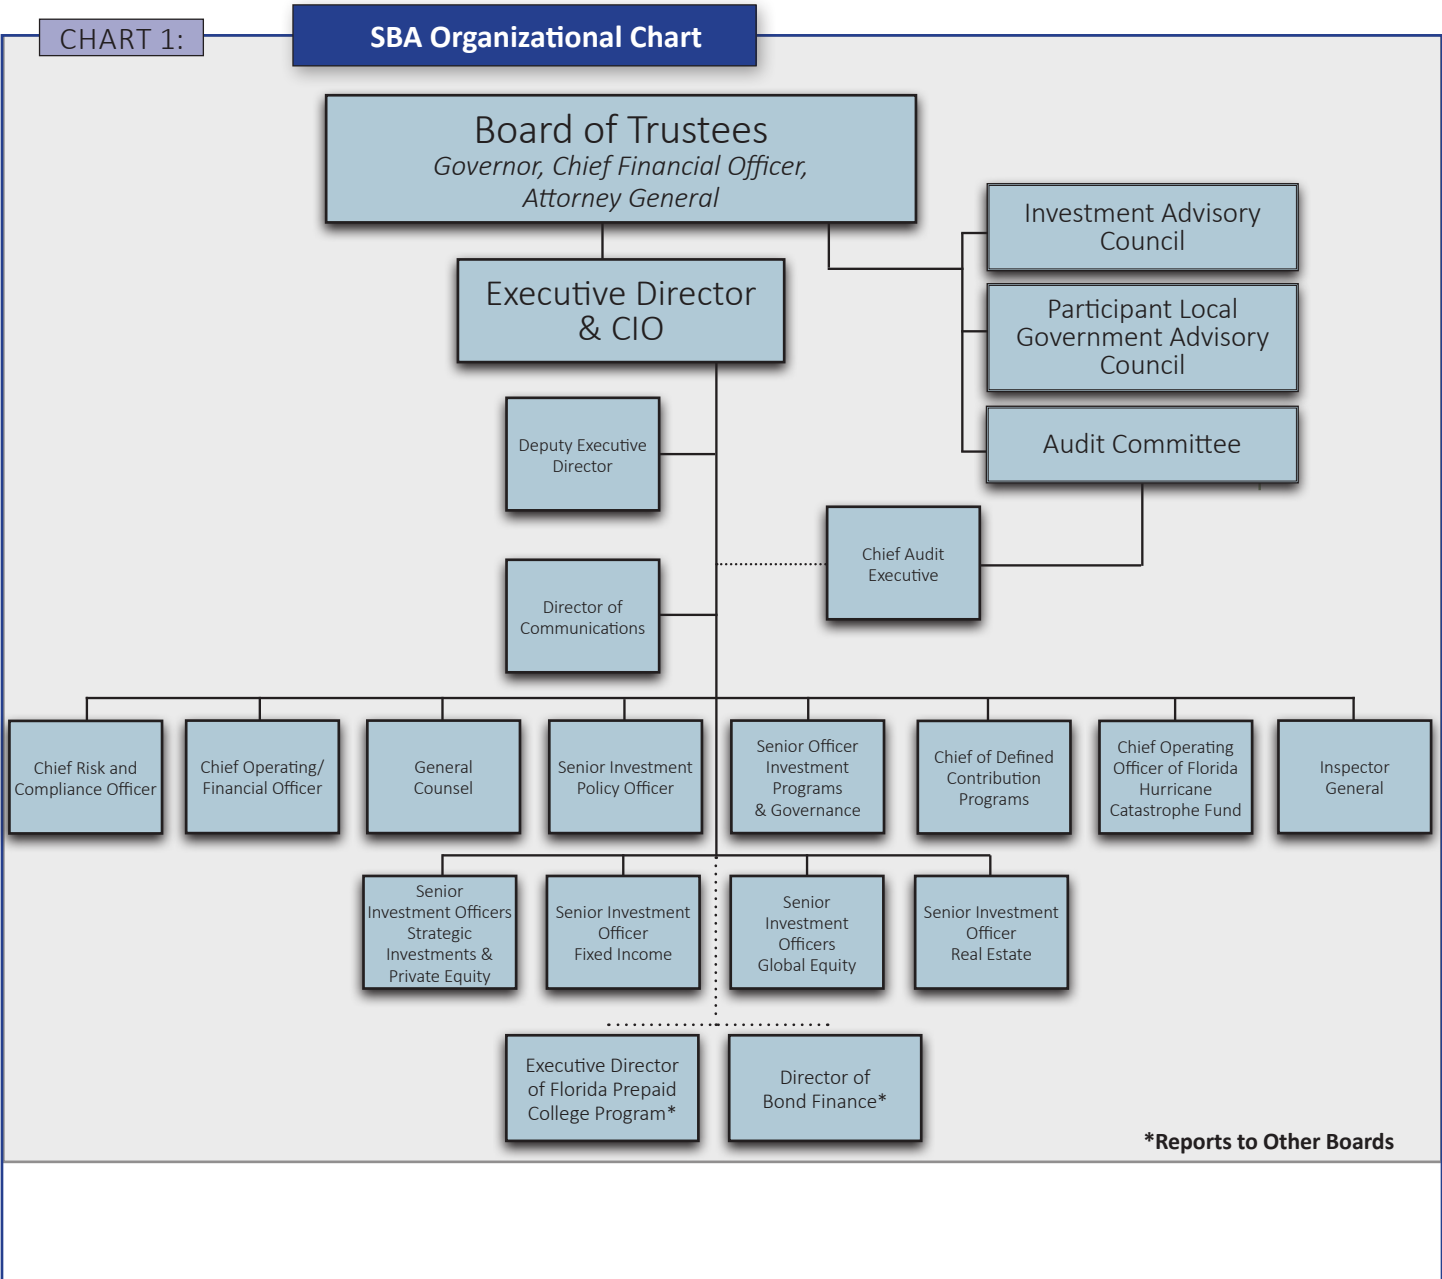 CHART 1:
SBA Organizational Chart
Board of Trustees
Governor, Chief Financial Officer,
Attorney General
Investment Advisory
Council
Executive Director
& CIO
Participant Local
Government Advisory
Council
Audit Committee
Deputy Executive
Director
Chief Audit
Executive
Director of
Communications
Chief Risk and
Compliance Officer
Chief Operating/
Financial Officer
General
Counsel
Senior Investment
Policy Officer
Senior Officer
Investment
Programs
& Governance
Chief of Defined
Contribution
Programs
Chief Operating
Officer of Florida
Hurricane
Catastrophe Fund
Inspector
General
Senior
Investment Officers
Strategic
Investments &
Private Equity
Senior Investment
Officer
Fixed Income
Senior
Investment
Officers
Global Equity
Senior Investment
Officer
Real Estate
Executive Director
of Florida Prepaid
College Program*
Director of
Bond Finance*
*Reports to Other Boards